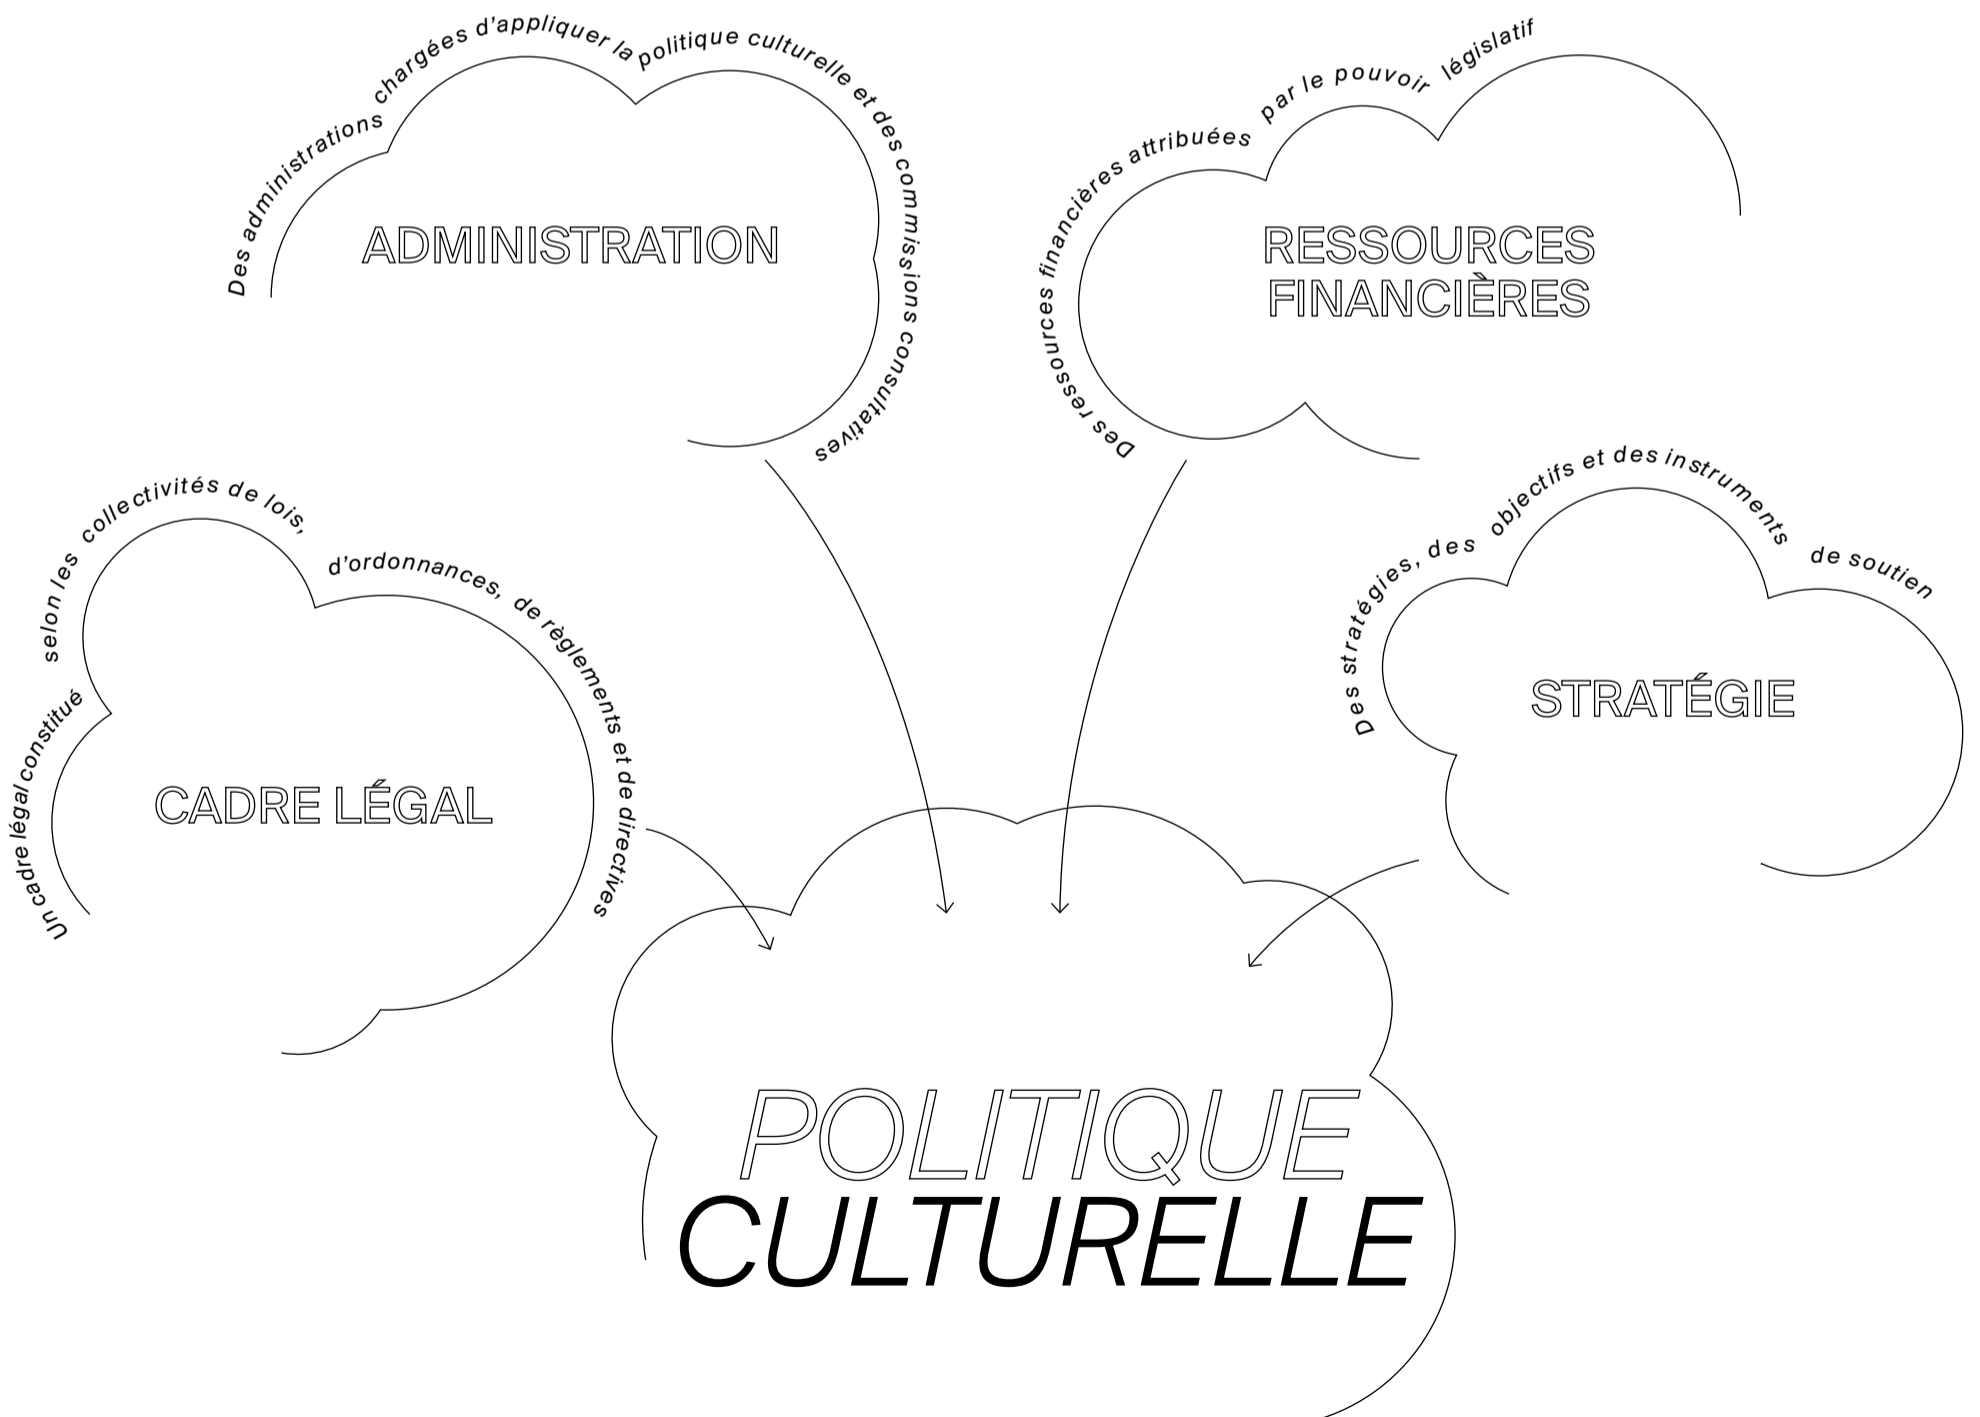 Des administrations chargées d'appliquer la politique culturelle et des commissions consultatives
ADMINISTRATION
Des ressources financières attribuées par le pouvoir législatif
RESSOURCES
FINANCIÈRES
Un cadre légal constitué selon les collectivités de lois, d'ordonnances, de règlements et de directives
CADRE LÉGAL
Des stratégies, des objectifs et des instruments de soutien
STRATÉGIE
POLITIQUE
CULTURELLE